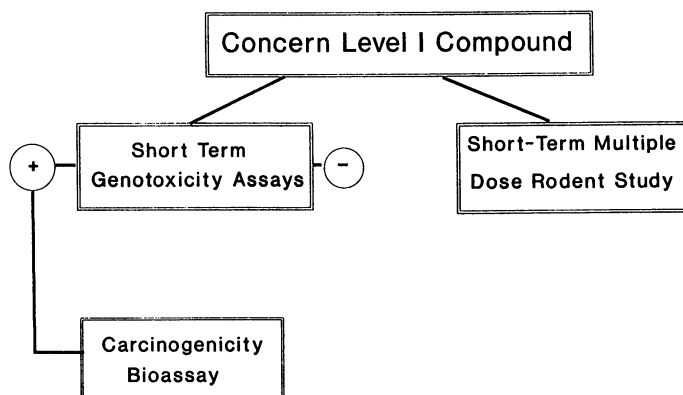 Concern Level I Compound
Short Term
Genotoxicity Assays
+
-
Short-Term Multiple
Dose Rodent Study
Carcinogenicity
Bioassay